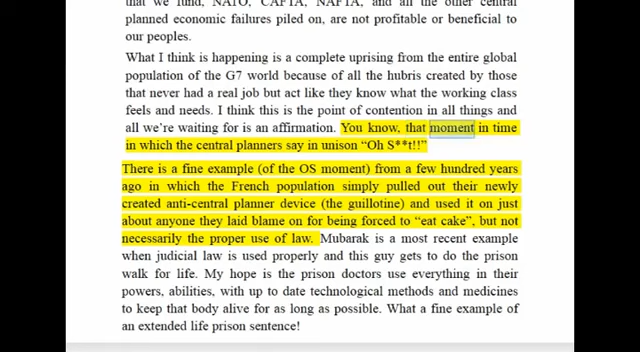 that we fund, NATO, CAFTA, NAFTA, and all the other central
planned economic failures piled on, are not profitable or beneficial to
our peoples.
What I think is happening is a complete uprising from the entire global
population of the G7 world because of all the hubris created by those
that never had a real job but act like they know what the working class
feels and needs. I think this is the point of contention in all things and
all we're waiting for is an affirmation. You know, that moment in time
in which the central planners say in unison “Oh S**t!!”
There is a fine example (of the OS moment) from a few hundred years
ago in which the French population simply pulled out their newly
created anti-central planner device (the guillotine) and used it on just
about anyone they laid blame on for being forced to “eat cake”, but not
necessarily the proper use of law. Mubarak is a most recent example
when judicial law is used properly and this guy gets to do the prison
walk for life. My hope is the prison doctors use everything in their
powers, abilities, with up to date technological methods and medicines
to keep that body alive for as long as possible. What a fine example of
an extended life prison sentence!